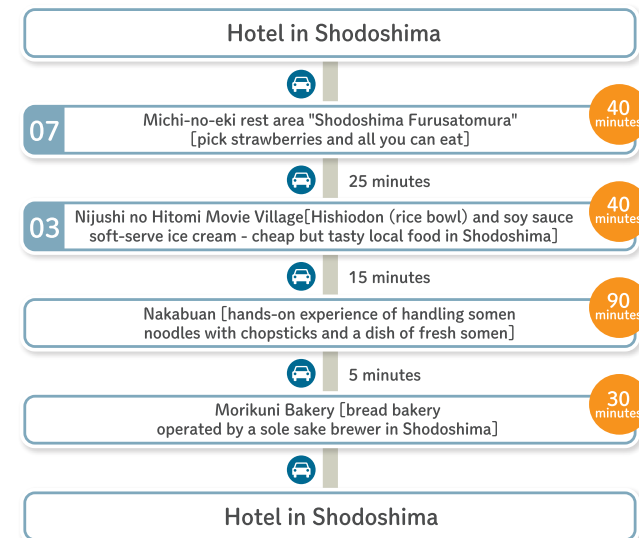 Hotel in Shodoshima
40
minutes
07
Michi-no-eki rest area "Shodoshima Furusatomura"
[pick strawberries and all you can eat]
25 minutes
40
minutes
03
Nijushi no Hitomi Movie Village[Hishiodon (rice bowl) and soy sauce
soft-serve ice cream - cheap but tasty local food in Shodoshima]
15 minutes
90
minutes
Nakabuan [hands-on experience of handling somen
noodles with chopsticks and a dish of fresh somen]
5 minutes
30
minutes
Morikuni Bakery [bread bakery
operated by a sole sake brewer in Shodoshima]
Hotel in Shodoshima